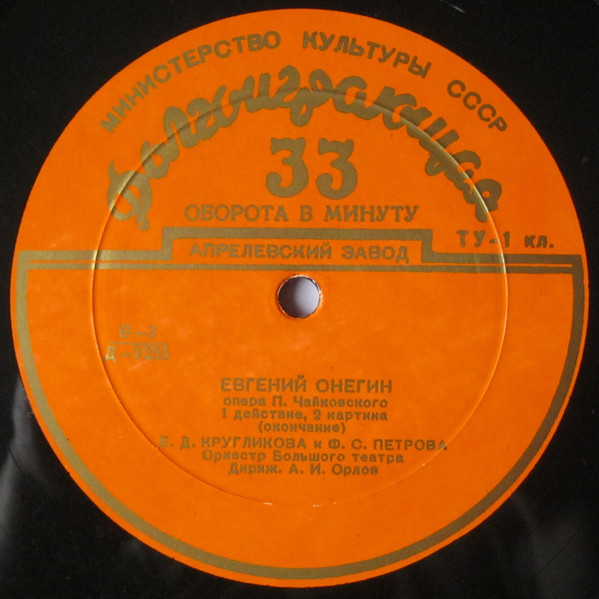 МИНИСТЕРСТВО КУЛЬТУРЫ СССР
Долгоиграющая
33
ОБОРОТА В МИНУТУ
АПРЕЛЕВСКИЙ ЗАВОД
ТУ-1 кл.
ЕВГЕНИЙ ОНЕГИН
опера П. Чайковского
1 действие, 2 картина
(окончание)
Е. Д. КРУГЛИКОВА и Ф. С. ПЕТРОВА
Оркестр Большого театра
Дириж. А. И. Орлов